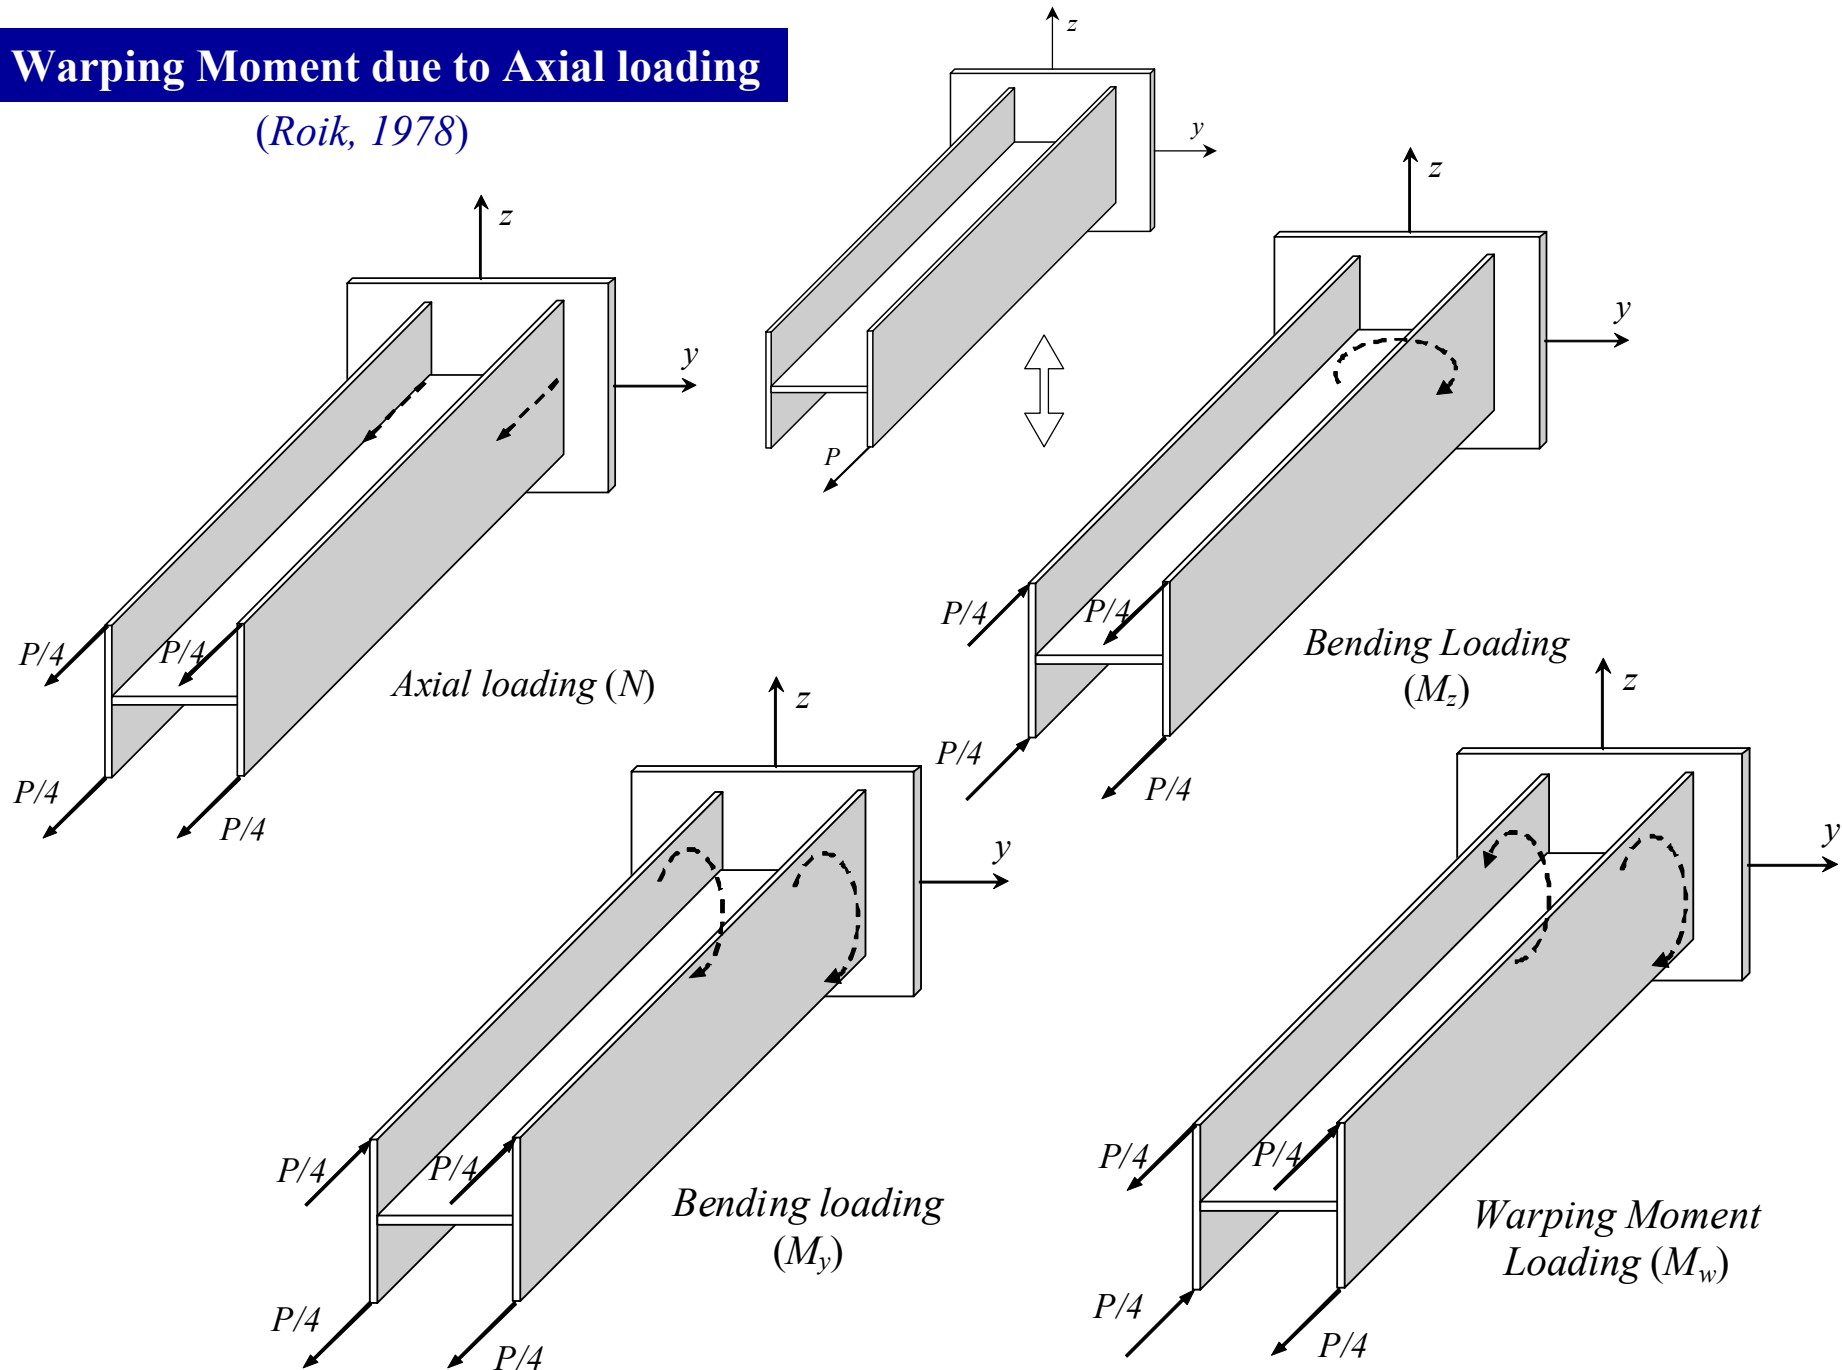 Warping Moment due to Axial loading
(Roik, 1978)
z
y
P
z
y
P/4
P/4
P/4
P/4
Axial loading (N)
z
y
P/4
P/4
P/4
P/4
Bending Loading
(Mz)
z
y
P/4
P/4
P/4
P/4
Bending loading
(My)
z
y
P/4
P/4
P/4
P/4
Warping Moment
Loading (Mw)